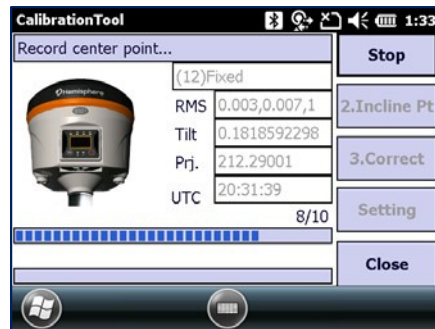 CalibrationTool 1:33
Record center point...
Stop
(12)Fixed
Hemisphere
RMS 0.003,0.007,1
2.Incline Pt
Tilt 0.1818592298
Prj. 212.29001
3.Correct
UTC 20:31:39
8/10
Setting
Close